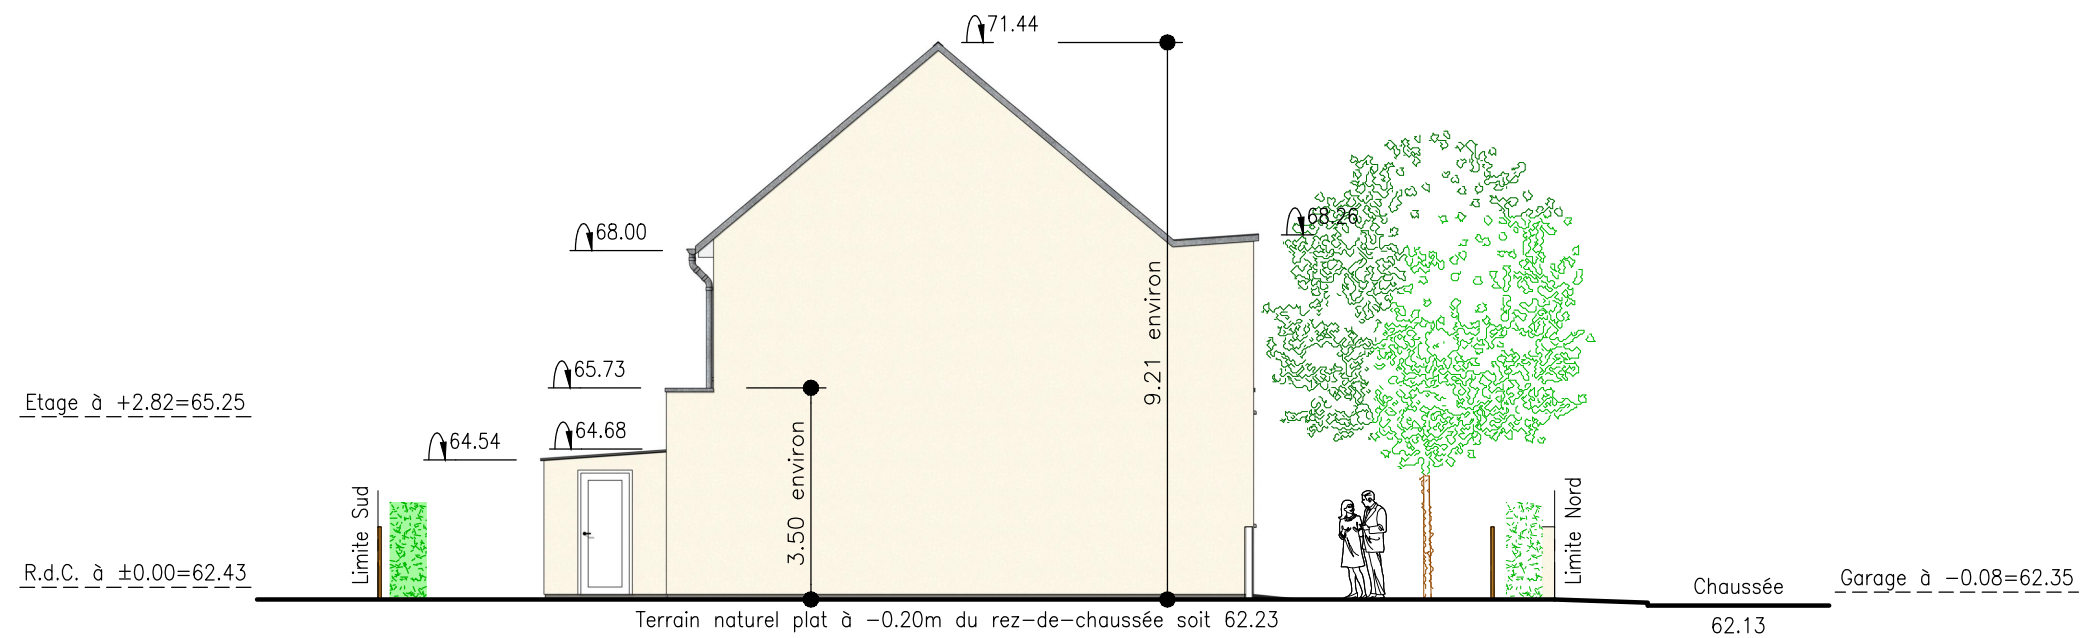 71.44
68.00
68.26
9.21 environ
65.73
Etage à +2.82=65.25
64.54
64.68
3.50 environ
Limite Sud
Limite Nord
R.d.C. à ±0.00=62.43
Chaussée
Garage à −0.08=62.35
Terrain naturel plat à −0.20m du rez−de−chaussée soit 62.23
62.13